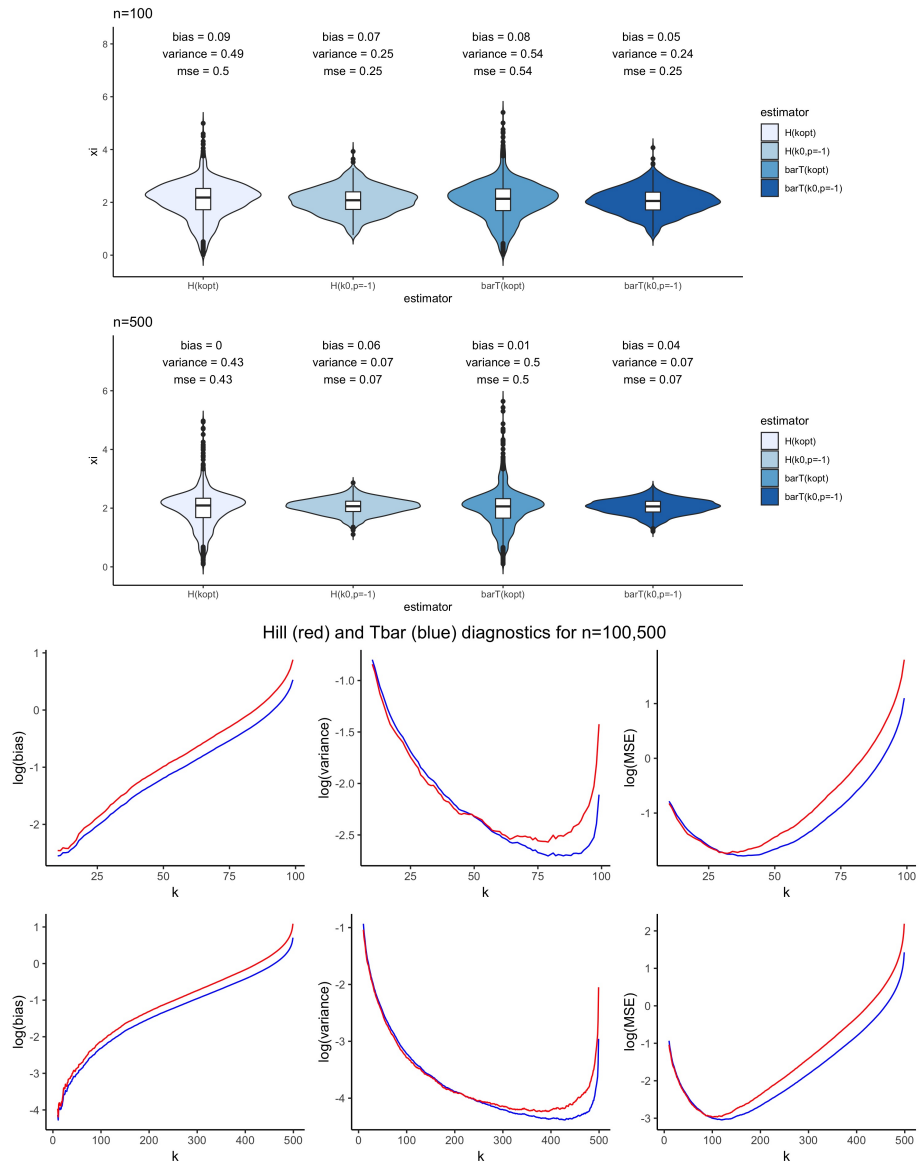 n=100
bias = 0.09 bias = 0.07 bias = 0.08 bias = 0.05
variance = 0.49 variance = 0.25 variance = 0.54 variance = 0.24
mse = 0.5 mse = 0.25 mse = 0.54 mse = 0.25
8
6
4
2
0
xi
H(kopt) H(k0,p=-1) barT(kopt) barT(k0,p=-1)
estimator
estimator
H(kopt)
H(k0,p=-1)
barT(kopt)
barT(k0,p=-1)
n=500
bias = 0 bias = 0.06 bias = 0.01 bias = 0.04
variance = 0.43 variance = 0.07 variance = 0.5 variance = 0.07
mse = 0.43 mse = 0.07 mse = 0.5 mse = 0.07
6
4
2
0
xi
H(kopt) H(k0,p=-1) barT(kopt) barT(k0,p=-1)
estimator
estimator
H(kopt)
H(k0,p=-1)
barT(kopt)
barT(k0,p=-1)
Hill (red) and Tbar (blue) diagnostics for n=100,500
1
0
-1
-2
log(bias)
25 50 75 100
k
-1.0
-1.5
-2.0
-2.5
log(variance)
25 50 75 100
k
1
0
-1
log(MSE)
25 50 75 100
k
1
0
-1
-2
-3
-4
log(bias)
0 100 200 300 400 500
k
-1
-2
-3
-4
log(variance)
0 100 200 300 400 500
k
2
1
0
-1
-2
-3
log(MSE)
0 100 200 300 400 500
k